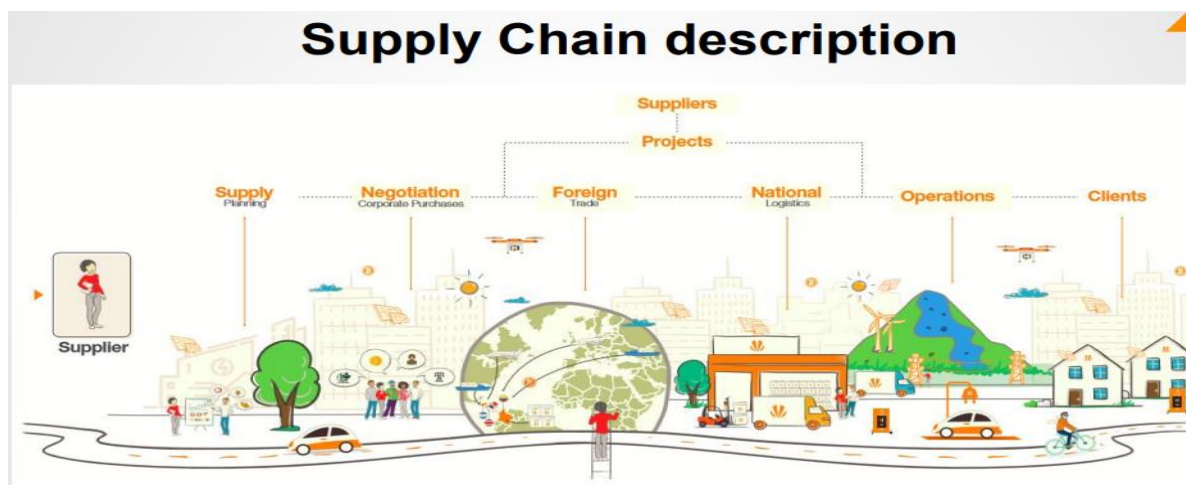 Supply Chain description
Suppliers
Projects
Supply
Planning
Negotiation
Corporate Purchases
Foreign
Trade
National
Logistics
Operations
Clients
Supplier